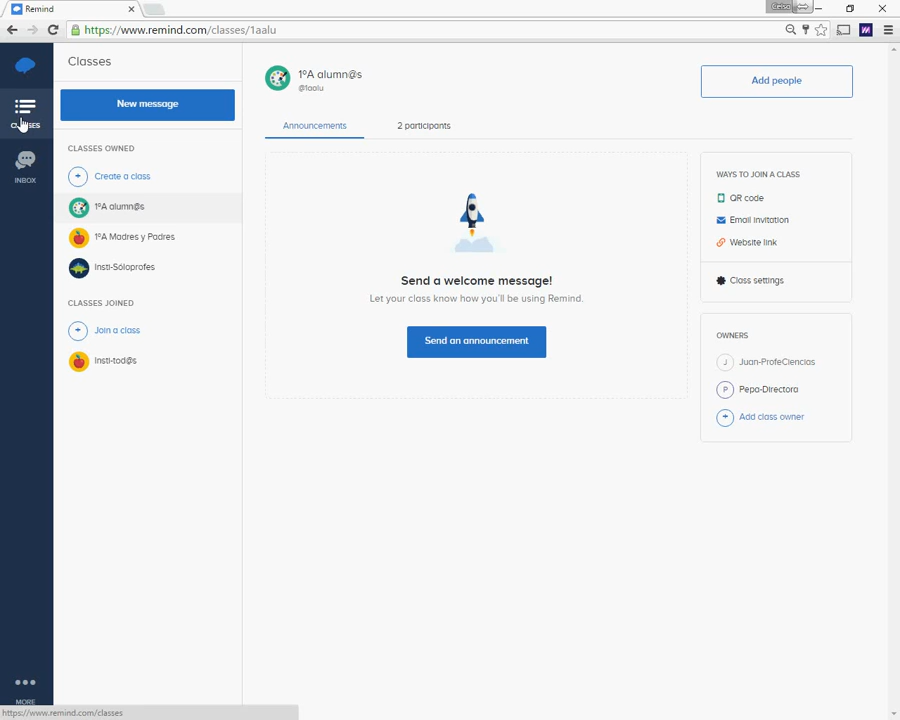 Remind
Celso
https://www.remind.com/classes/1aalu
Classes
New message
CLASSES OWNED
Create a class
1ºA alumn@s
1ºA Madres y Padres
Insti-Sóloprofes
CLASSES JOINED
Join a class
Insti-tod@s
CLASSES
INBOX
MORE
1ºA alumn@s
@1aalu
Add people
Announcements
2 participants
Send a welcome message!
Let your class know how you'll be using Remind.
Send an announcement
WAYS TO JOIN A CLASS
QR code
Email invitation
Website link
Class settings
OWNERS
J Juan-ProfeCiencias
P Pepa-Directora
Add class owner
https://www.remind.com/classes